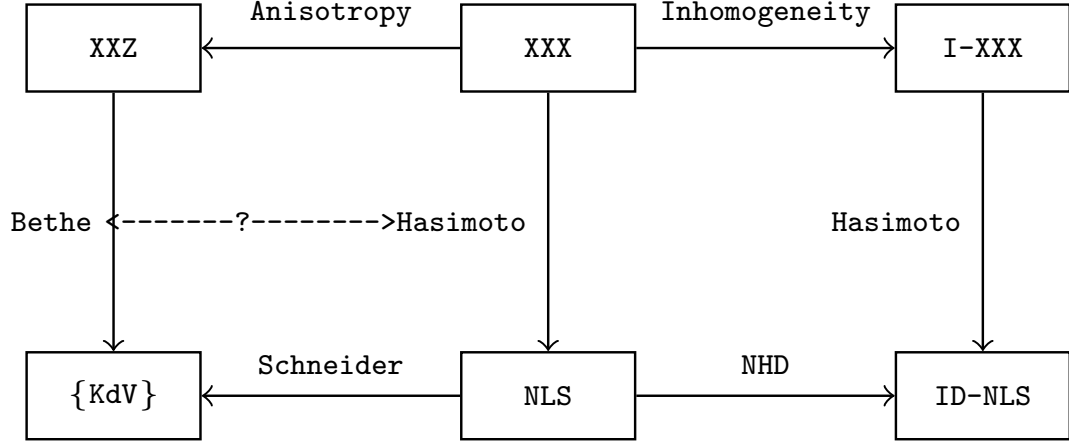 Anisotropy Inhomogeneity
XXZ XXX I-XXX
Bethe <-------?-------->Hasimoto Hasimoto
Schneider NHD
{KdV} NLS ID-NLS